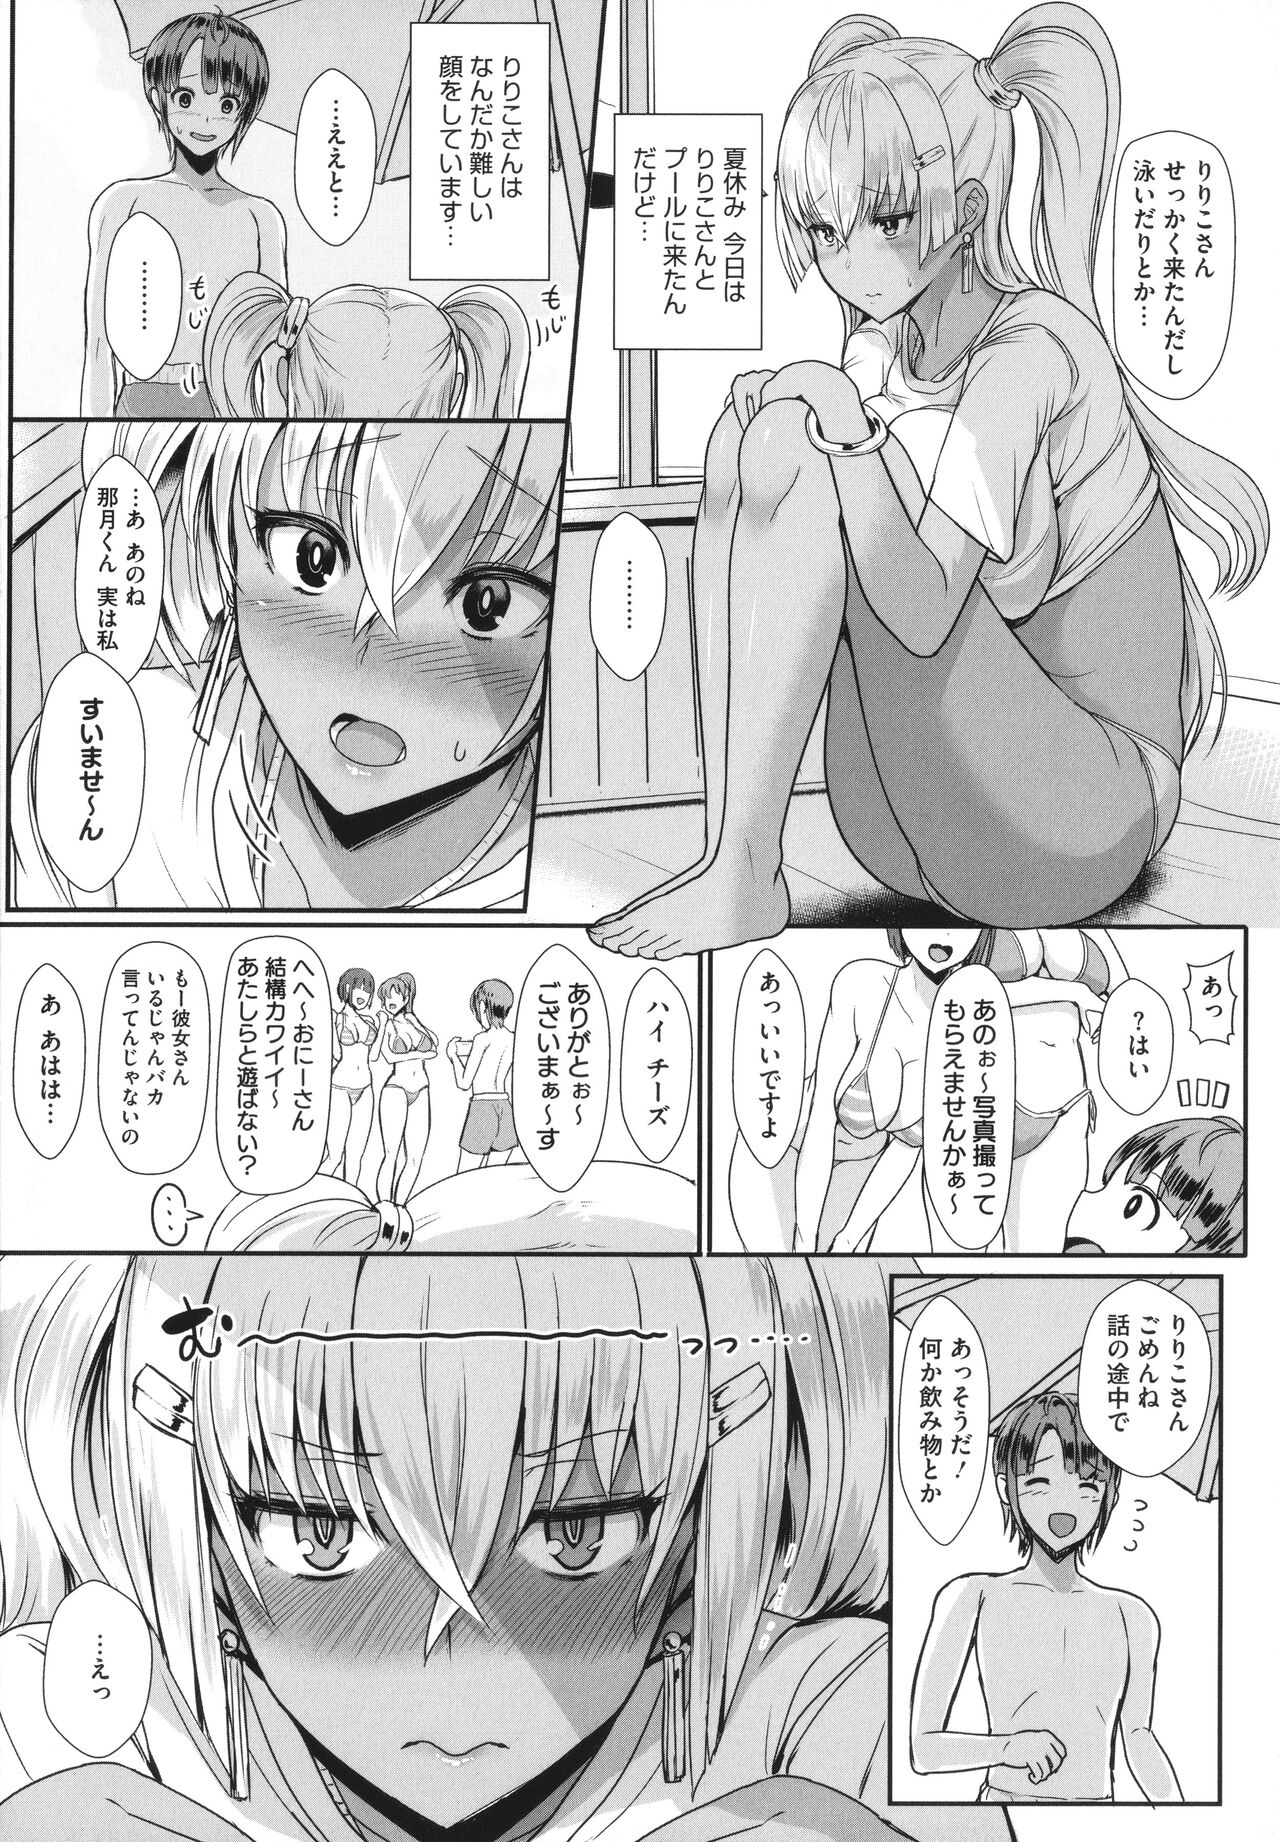 りりこさん
せっかく来たんだし
泳いだりとか…
夏休み 今日は
りりこさんと
プールに来たん
だけど…
………
りりこさんは
なんだか難しい
顔をしています…
…ええと…
………
もじ
もじ
…あ あのね
那月くん 実は私
すいませ〜ん
あっ
?はい
あのぉ〜写真撮って
もらえませんかぁ〜
あっいいですよ
ハイ チーズ
ありがとぉ〜
ございまぁ〜す
へへ〜おにーさん
結構カワイイ〜
あたしらと遊ばない?
もー彼女さん
いるじゃんバカ
言ってんじゃないの
あ あはは…
…
りりこさん
ごめんね
話の途中で
あっそうだ!
何か飲み物とか
む〜っっ‥‥
…えっ